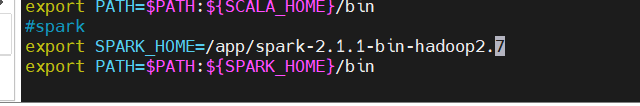 export PATH=$PATH:${SCALA_HOME}/bin
#spark
export SPARK_HOME=/app/spark-2.1.1-bin-hadoop2.7
export PATH=$PATH:${SPARK_HOME}/bin